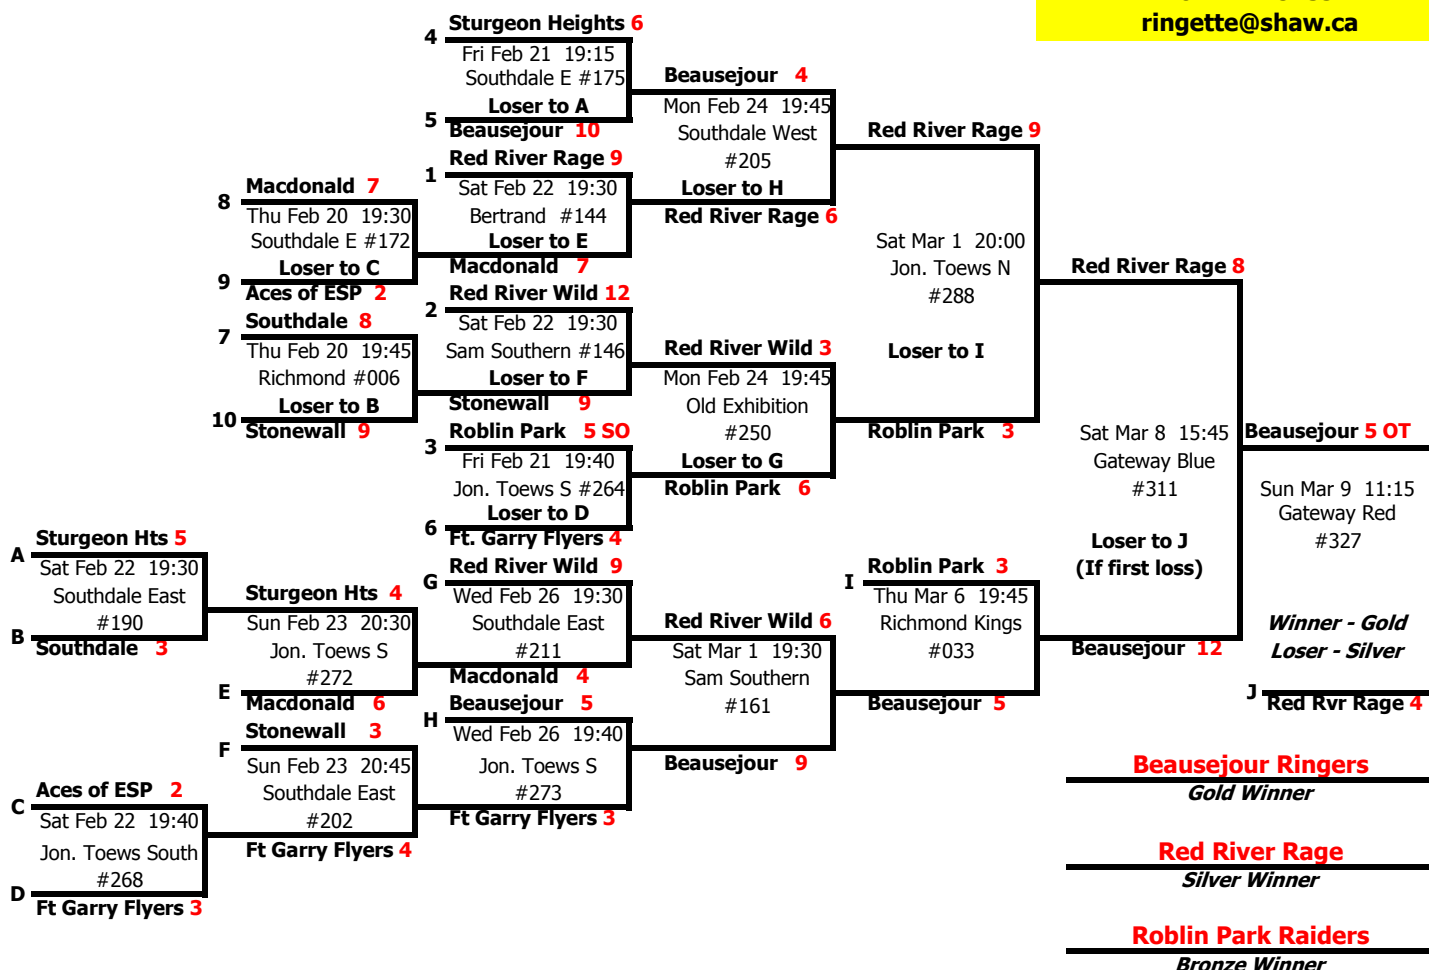 ringette@shaw.ca
Sturgeon Heights 6
4
Fri Feb 21 19:15
Southdale E #175
Loser to A
5
Beausejour 10
Beausejour 4
Mon Feb 24 19:45
Southdale West
#205
Loser to H
Red River Rage 6
Red River Rage 9
1
Sat Feb 22 19:30
Bertrand #144
Loser to E
Macdonald 7
8
Macdonald 7
Thu Feb 20 19:30
Southdale E #172
Loser to C
9
Aces of ESP 2
Red River Rage 9
Sat Mar 1 20:00
Jon. Toews N
#288
Loser to I
Roblin Park 3
Red River Wild 12
2
Sat Feb 22 19:30
Sam Southern #146
Loser to F
Stonewall 9
Southdale 8
7
Thu Feb 20 19:45
Richmond #006
Loser to B
10
Stonewall 9
Red River Wild 3
Mon Feb 24 19:45
Old Exhibition
#250
Loser to G
Roblin Park 6
Roblin Park 5 SO
3
Fri Feb 21 19:40
Jon. Toews S #264
Loser to D
6
Ft. Garry Flyers 4
Red River Rage 8
Sat Mar 8 15:45
Gateway Blue
#311
Loser to J
(If first loss)
Beausejour 12
Beausejour 5 OT
Sun Mar 9 11:15
Gateway Red
#327
Winner - Gold
Loser - Silver
J
Red Rvr Rage 4
Sturgeon Hts 5
A
Sat Feb 22 19:30
Southdale East
#190
B
Southdale 3
Sturgeon Hts 4
Sun Feb 23 20:30
Jon. Toews S
#272
E
Macdonald 6
Red River Wild 9
G
Wed Feb 26 19:30
Southdale East
#211
Macdonald 4
Red River Wild 6
Sat Mar 1 19:30
Sam Southern
#161
Beausejour 9
Roblin Park 3
I
Thu Mar 6 19:45
Richmond Kings
#033
Beausejour 5
Beausejour 5
H
Wed Feb 26 19:40
Jon. Toews S
#273
Ft Garry Flyers 3
Stonewall 3
F
Sun Feb 23 20:45
Southdale East
#202
Ft Garry Flyers 4
Aces of ESP 2
C
Sat Feb 22 19:40
Jon. Toews South
#268
D
Ft Garry Flyers 3
Beausejour Ringers
Gold Winner
Red River Rage
Silver Winner
Roblin Park Raiders
Bronze Winner